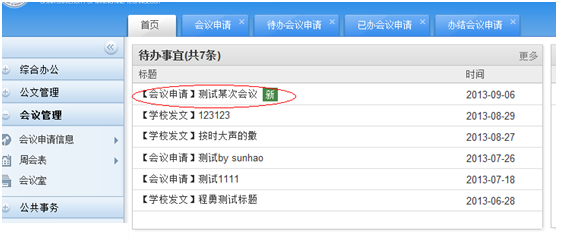 首页 会议申请 × 待办会议申请 × 已办会议申请 × 办结会议申请 ×
综合办公
公文管理
会议管理
会议申请信息
周会表
会议室
公共事务
待办事宜(共7条) 更多
标题 时间
【会议申请】测试某次会议 新 2013-09-06
【学校发文】123123 2013-08-29
【学校发文】按时大声的撒 2013-08-27
【会议申请】测试by sunhao 2013-07-26
【会议申请】测试1111 2013-07-18
【学校发文】程勇测试标题 2013-06-28